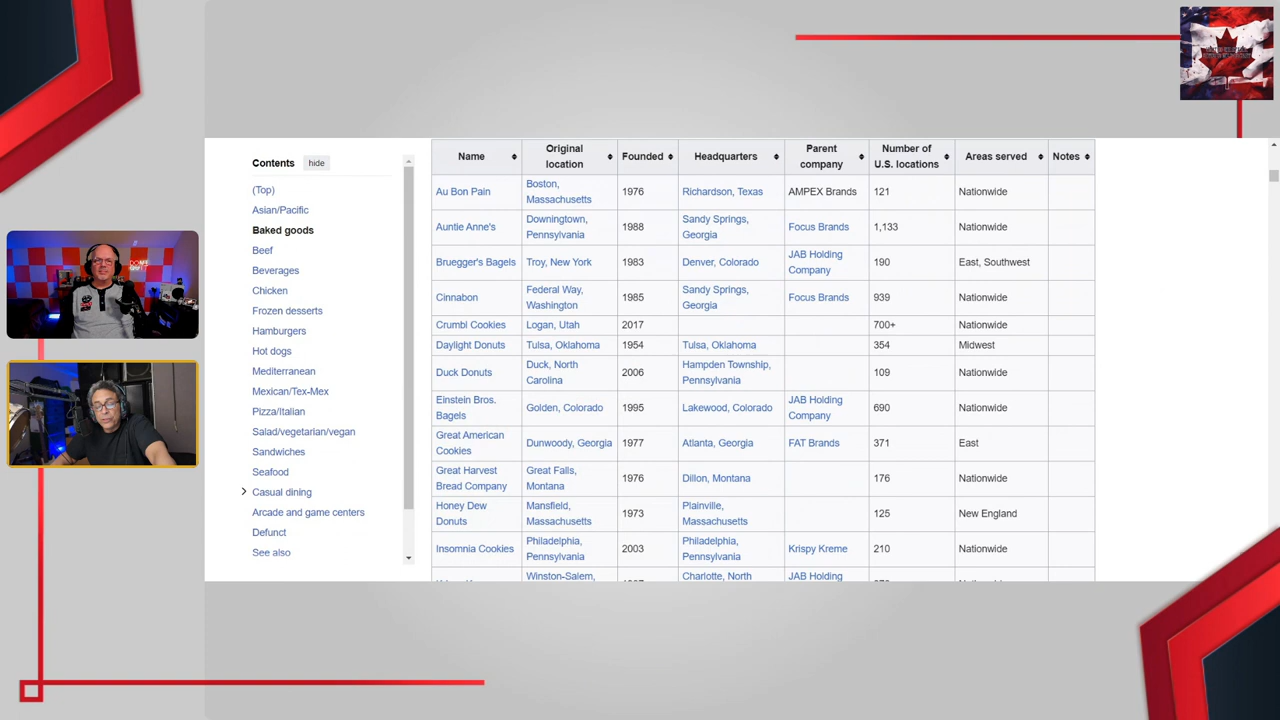 Contents hide
(Top)
Asian/Pacific
Baked goods
Beef
Beverages
Chicken
Frozen desserts
Hamburgers
Hot dogs
Mediterranean
Mexican/Tex-Mex
Pizza/Italian
Salad/vegetarian/vegan
Sandwiches
Seafood
Casual dining
Arcade and game centers
Defunct
See also
Name Original location Founded Headquarters Parent company Number of U.S. locations Areas served Notes
Au Bon Pain Boston, Massachusetts 1976 Richardson, Texas AMPEX Brands 121 Nationwide
Auntie Anne's Downingtown, Pennsylvania 1988 Sandy Springs, Georgia Focus Brands 1,133 Nationwide
Bruegger's Bagels Troy, New York 1983 Denver, Colorado JAB Holding Company 190 East, Southwest
Cinnabon Federal Way, Washington 1985 Sandy Springs, Georgia Focus Brands 939 Nationwide
Crumbl Cookies Logan, Utah 2017 700+ Nationwide
Daylight Donuts Tulsa, Oklahoma 1954 Tulsa, Oklahoma 354 Midwest
Duck Donuts Duck, North Carolina 2006 Hampden Township, Pennsylvania 109 Nationwide
Einstein Bros. Bagels Golden, Colorado 1995 Lakewood, Colorado JAB Holding Company 690 Nationwide
Great American Cookies Dunwoody, Georgia 1977 Atlanta, Georgia FAT Brands 371 East
Great Harvest Bread Company Great Falls, Montana 1976 Dillon, Montana 176 Nationwide
Honey Dew Donuts Mansfield, Massachusetts 1973 Plainville, Massachusetts 125 New England
Insomnia Cookies Philadelphia, Pennsylvania 2003 Philadelphia, Pennsylvania Krispy Kreme 210 Nationwide
Winston-Salem, Charlotte, North JAB Holding